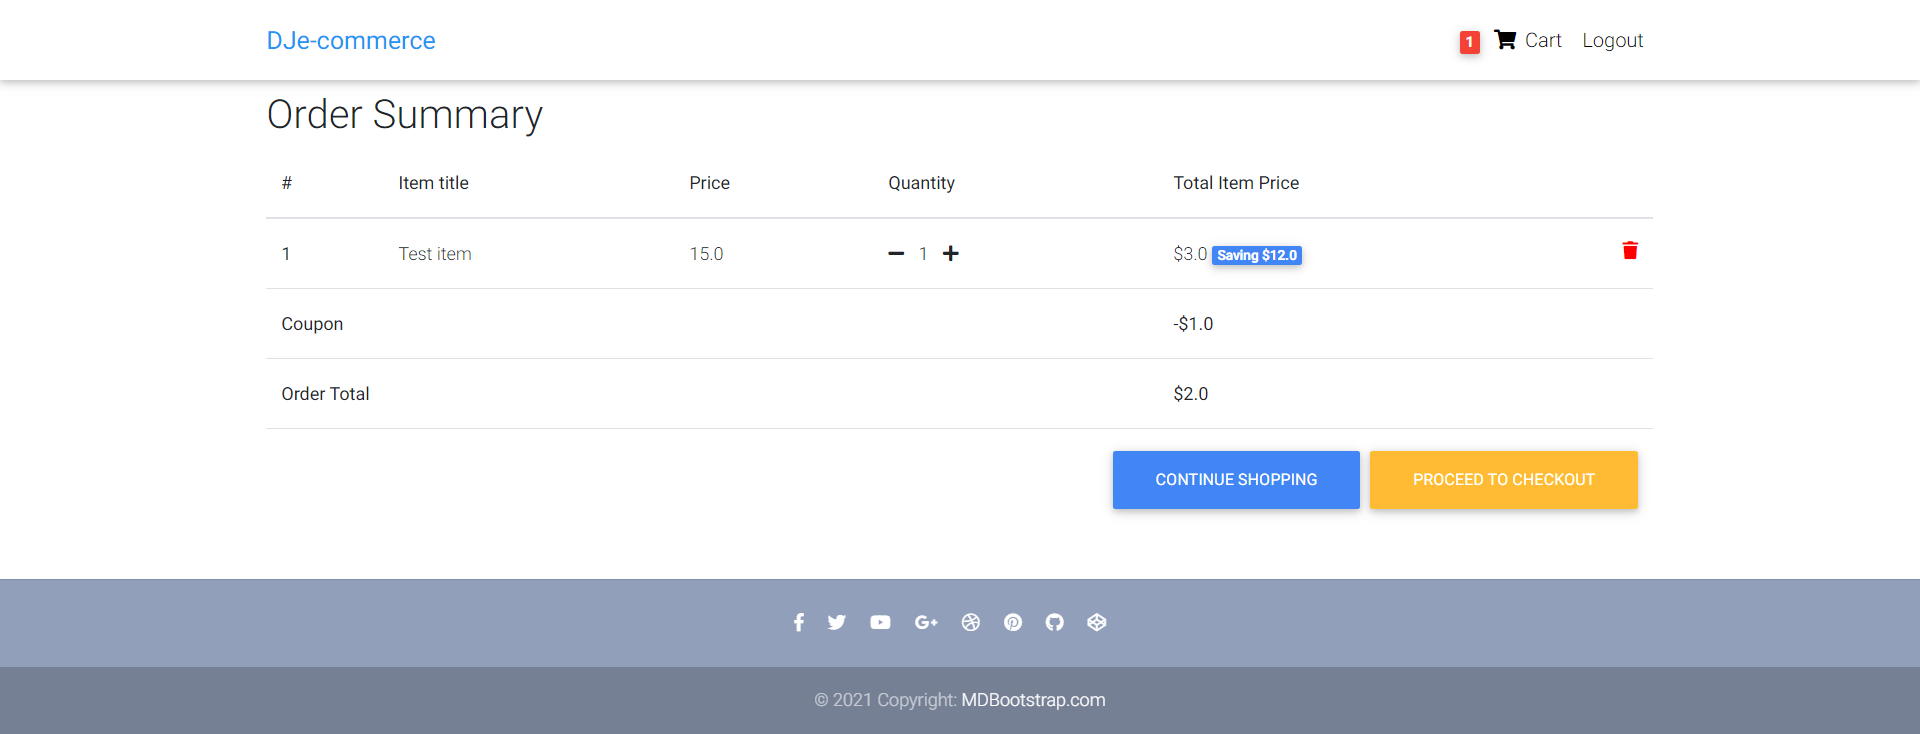 DJe-commerce
1 Cart Logout
Order Summary
# Item title Price Quantity Total Item Price
1 Test item 15.0 1 $3.0 Saving $12.0
Coupon -$1.0
Order Total $2.0
CONTINUE SHOPPING PROCEED TO CHECKOUT
© 2021 Copyright: MDBootstrap.com